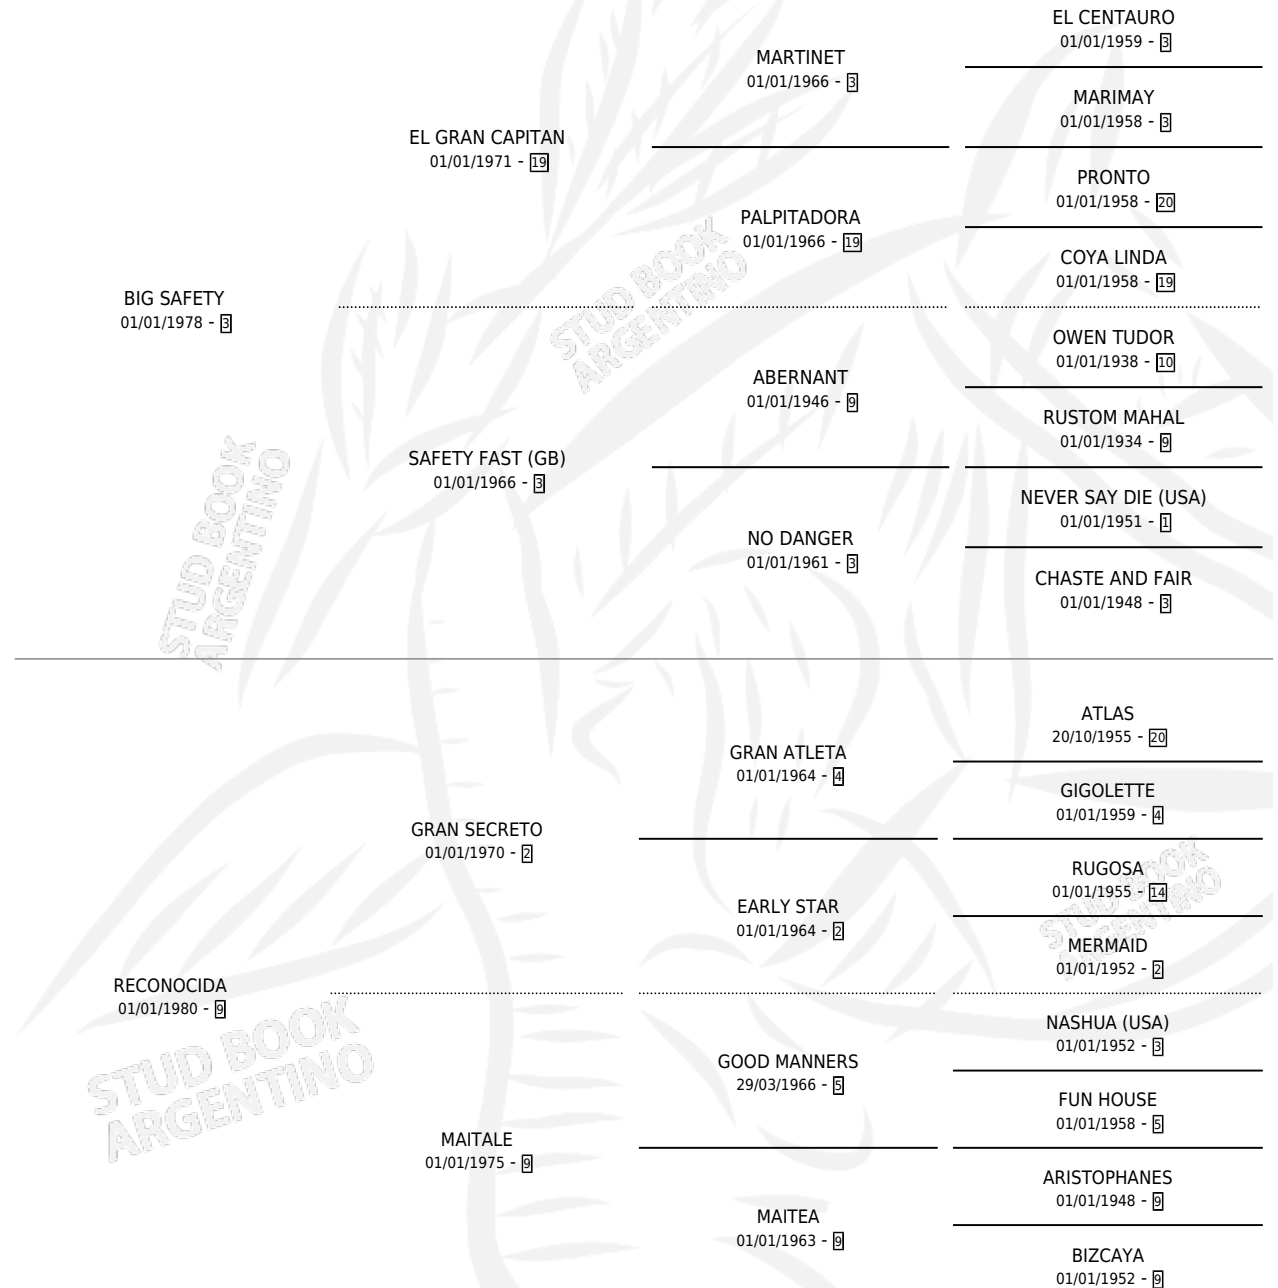 EL CENTAURO
01/01/1959 - 3
MARTINET
01/01/1966 - 3
MARIMAY
01/01/1958 - 3
EL GRAN CAPITAN
01/01/1971 - 19
PRONTO
01/01/1958 - 20
PALPITADORA
01/01/1966 - 19
COYA LINDA
01/01/1958 - 19
BIG SAFETY
01/01/1978 - 3
STUD BOOK
ARGENTINO
OWEN TUDOR
01/01/1938 - 10
ABERNANT
01/01/1946 - 9
RUSTOM MAHAL
01/01/1934 - 9
SAFETY FAST (GB)
01/01/1966 - 3
NEVER SAY DIE (USA)
01/01/1951 - 1
NO DANGER
01/01/1961 - 3
CHASTE AND FAIR
01/01/1948 - 3
STUD BOOK
ARGENTINO
ATLAS
20/10/1955 - 20
GRAN ATLETA
01/01/1964 - 4
GIGOLETTE
01/01/1959 - 4
GRAN SECRETO
01/01/1970 - 2
RUGOSA
01/01/1955 - 14
EARLY STAR
01/01/1964 - 2
STUD BOOK
ARGENTINO
MERMAID
01/01/1952 - 2
RECONOCIDA
01/01/1980 - 9
STUD BOOK
ARGENTINO
NASHUA (USA)
01/01/1952 - 3
GOOD MANNERS
29/03/1966 - 5
FUN HOUSE
01/01/1958 - 5
MAITALE
01/01/1975 - 9
ARISTOPHANES
01/01/1948 - 9
MAITEA
01/01/1963 - 9
BIZCAYA
01/01/1952 - 9